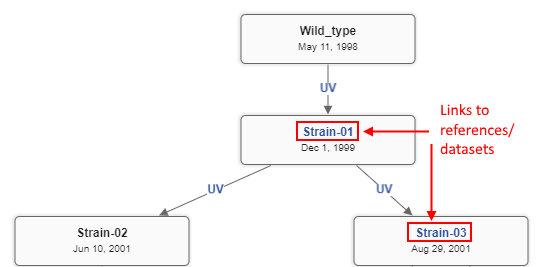 Wild_type
May 11, 1998
UV
Strain-01
Dec 1, 1999
Links to
references/
datasets
UV
UV
Strain-02
Jun 10, 2001
Strain-03
Aug 29, 2001